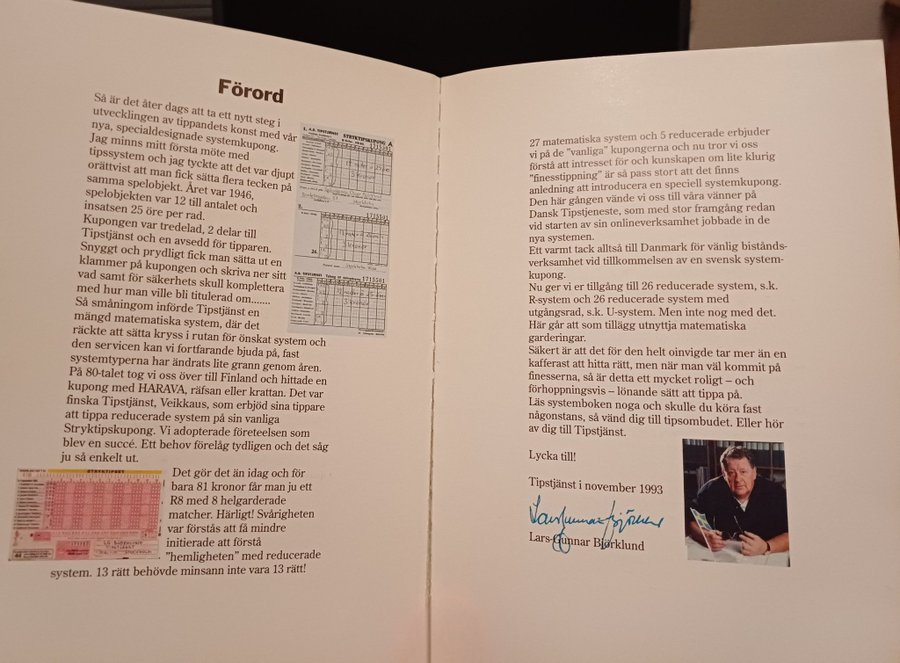 Förord
Så är det åter dags att ta ett nytt steg i
utvecklingen av tippandets konst med vår
nya, specialdesignade systemkupong.
Jag minns mitt första möte med
tipssystem och jag tyckte att det var djupt
orättvist att man fick sätta flera tecken på
samma spelobjekt. Året var 1946,
spelobjekten var 12 till antalet och
insatsen 25 öre per rad.
Kupongen var tredelad, 2 delar till
Tipstjänst och en avsedd för tipparen.
Snyggt och prydligt fick man sätta ut en
klammer på kupongen och skriva ner sitt
vad samt för säkerhets skull komplettera
med hur man ville bli titulerad om.......
Så småningom införde Tipstjänst en
mängd matematiska system, där det
räckte att sätta kryss i rutan för önskat system och
den servicen kan vi fortfarande bjuda på, fast
systemtyperna har ändrats lite grann genom åren.
På 80-talet tog vi oss över till Finland och hittade en
kupong med HARAVA, räfsan eller krattan. Det var
finska Tipstjänst, Veikkaus, som erbjöd sina tippare
att tippa reducerade system på sin vanliga
Stryktipskupong. Vi adopterade företeelsen som
blev en succé. Ett behov förelåg tydligen och det såg
ju så enkelt ut.
Det gör det än idag och för
bara 81 kronor får man ju ett
R8 med 8 helgarderade
matcher. Härligt! Svårigheten
var förstås att få mindre
initierade att förstå
"hemligheten" med reducerade
system. 13 rätt behövde minsann inte vara 13 rätt!
STRYKTIPSKUPONG A
1715501
1715501
1715501
STRYKTIPSET
27 matematiska system och 5 reducerade erbjuder
vi på de "vanliga" kupongerna och nu tror vi oss
förstå att intresset för och kunskapen om lite klurig
"finesstippning" är så pass stort att det finns
anledning att introducera en speciell systemkupong.
Den här gången vände vi oss till våra vänner på
Dansk Tipstjeneste, som med stor framgång redan
vid starten av sin onlineverksamhet jobbade in de
nya systemen.
Ett varmt tack alltså till Danmark för vänlig bistånds-
verksamhet vid tillkommelsen av en svensk system-
kupong.
Nu ger vi er tillgång till 26 reducerade system, s.k.
R-system och 26 reducerade system med
utgångsrad, s.k. U-system. Men inte nog med det.
Här går att som tillägg utnyttja matematiska
garderingar.
Säkert är att det för den helt oinvigde tar mer än en
kafferast att hitta rätt, men när man väl kommit på
finesserna, så är detta ett mycket roligt – och
förhoppningsvis – lönande sätt att tippa på.
Läs systemboken noga och skulle du köra fast
någonstans, så vänd dig till tipsombudet. Eller hör
av dig till Tipstjänst.
Lycka till!
Tipstjänst i november 1993
Lars-Gunnar Björklund
Lars-Gunnar Björklund